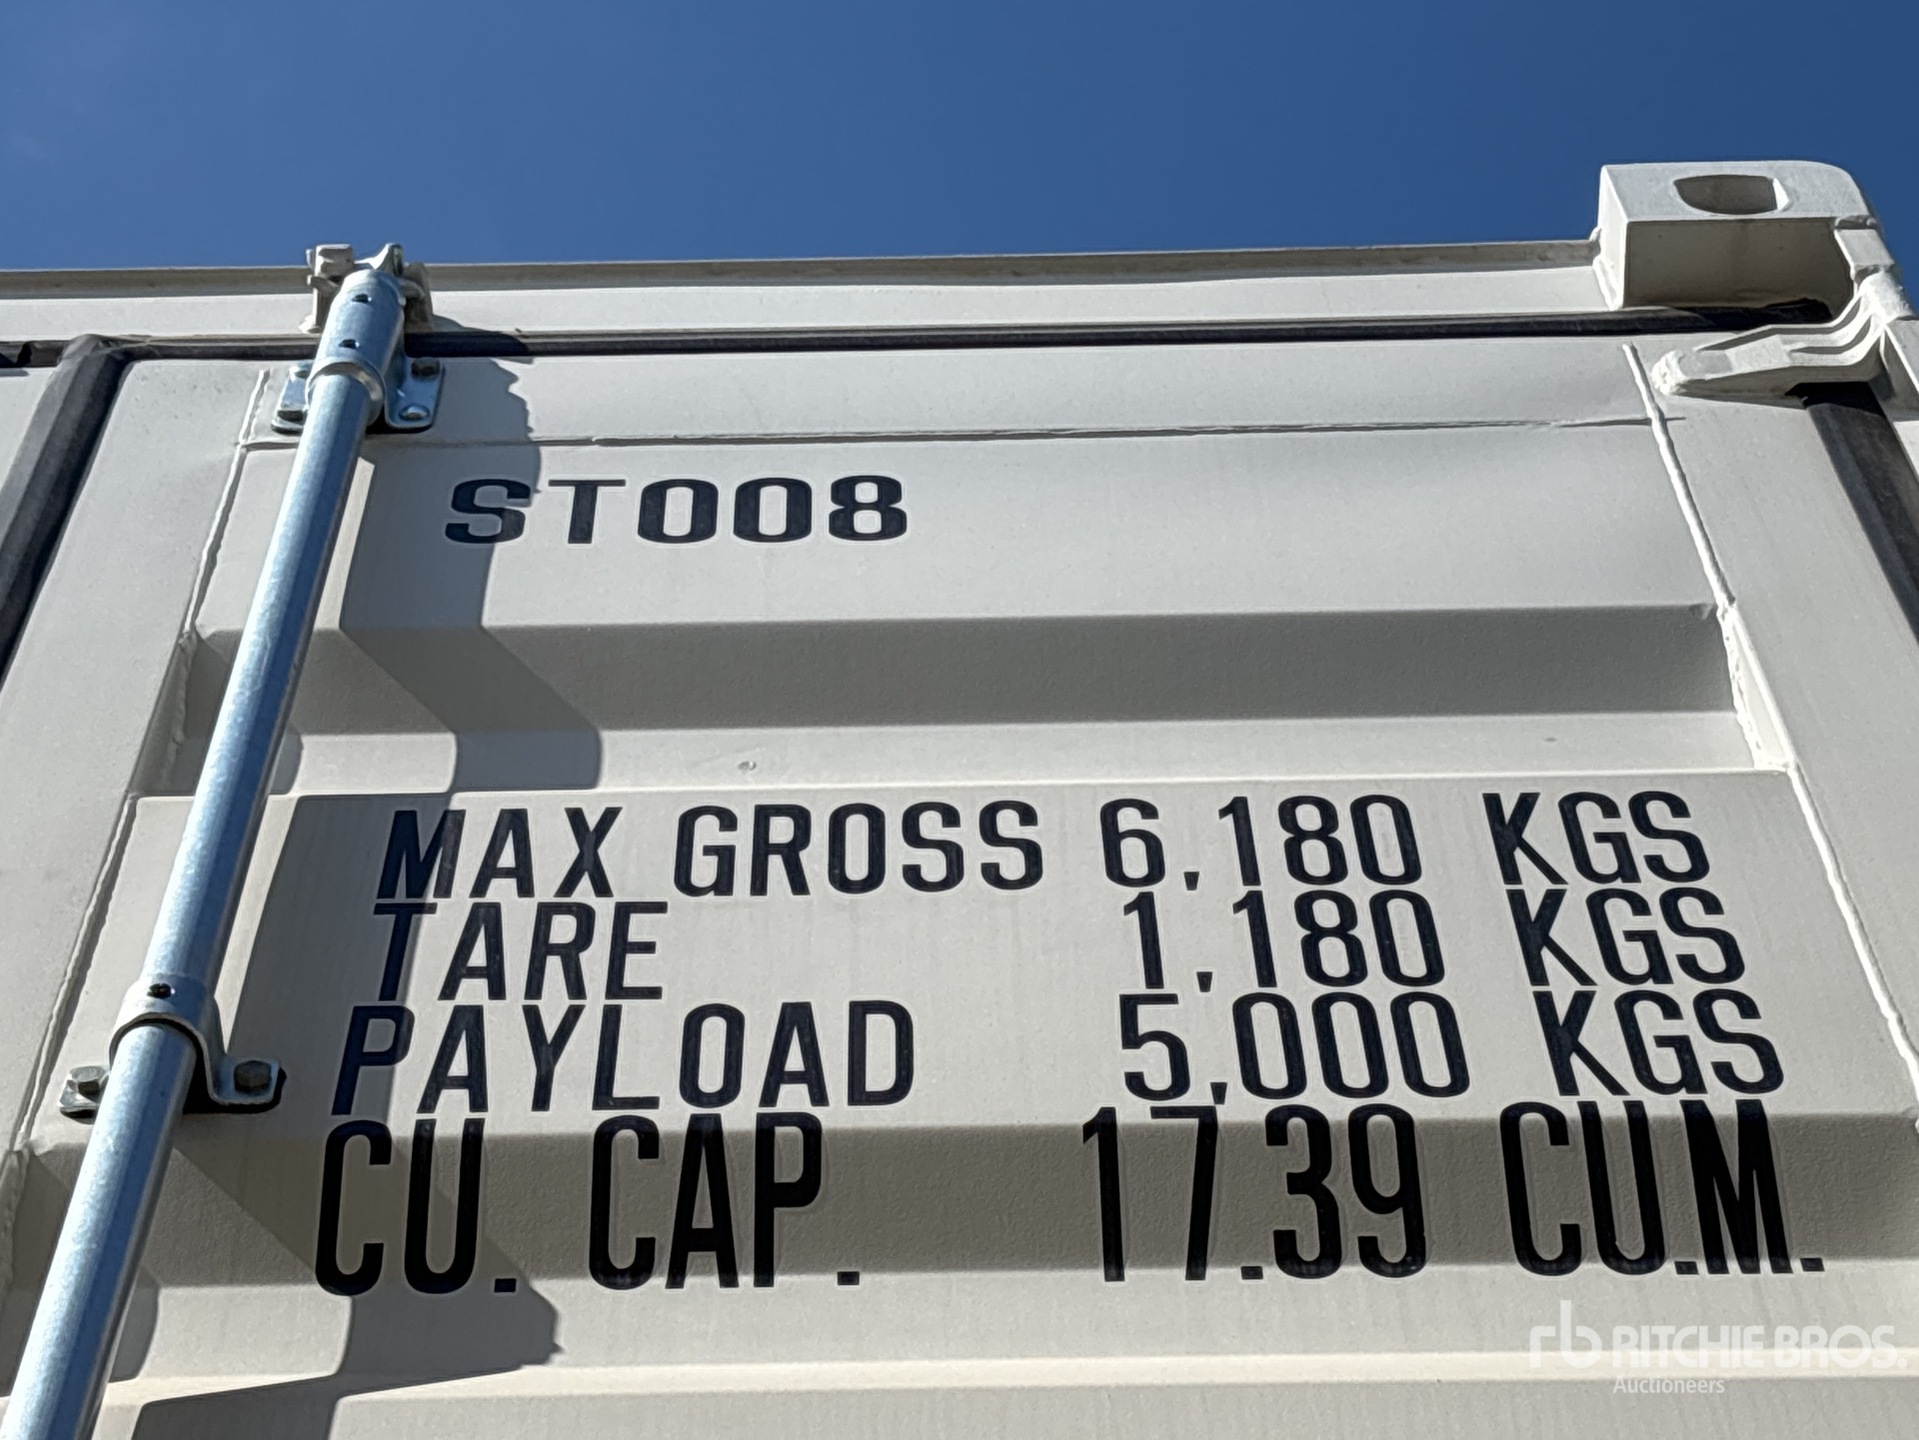 ST008
MAX GROSS 6,180 KGS
TARE 1,180 KGS
PAYLOAD 5,000 KGS
CU. CAP. 17.39 CU.M.
rb RITCHIE BROS.
Auctioneers